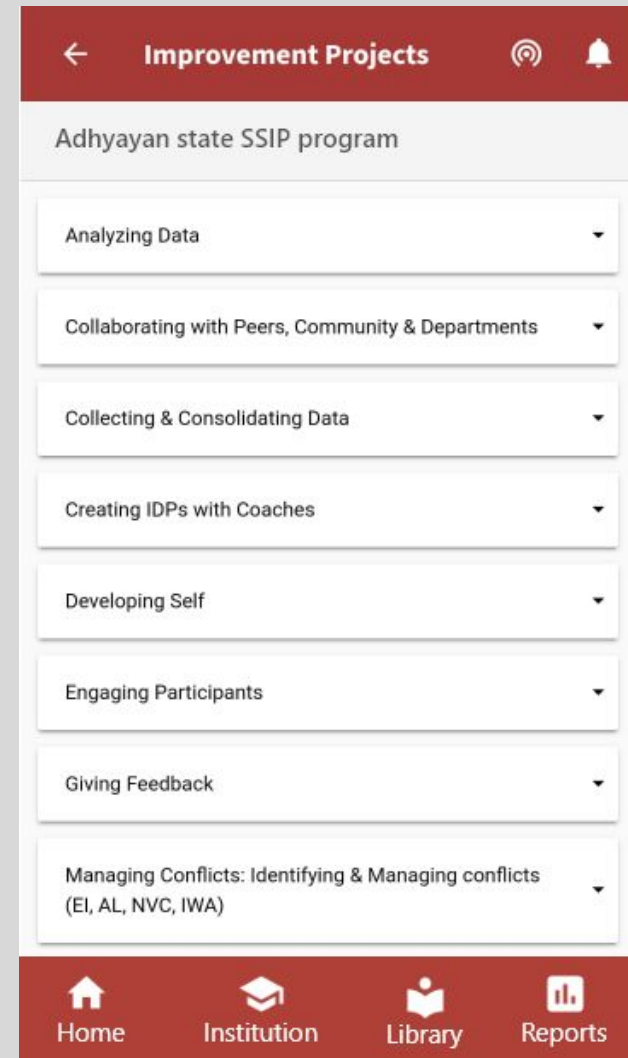 Improvement Projects
Adhyayan state SSIP program
Analyzing Data
Collaborating with Peers, Community & Departments
Collecting & Consolidating Data
Creating IDPs with Coaches
Developing Self
Engaging Participants
Giving Feedback
Managing Conflicts: Identifying & Managing conflicts
(EI, AL, NVC, IWA)
Home Institution Library Reports